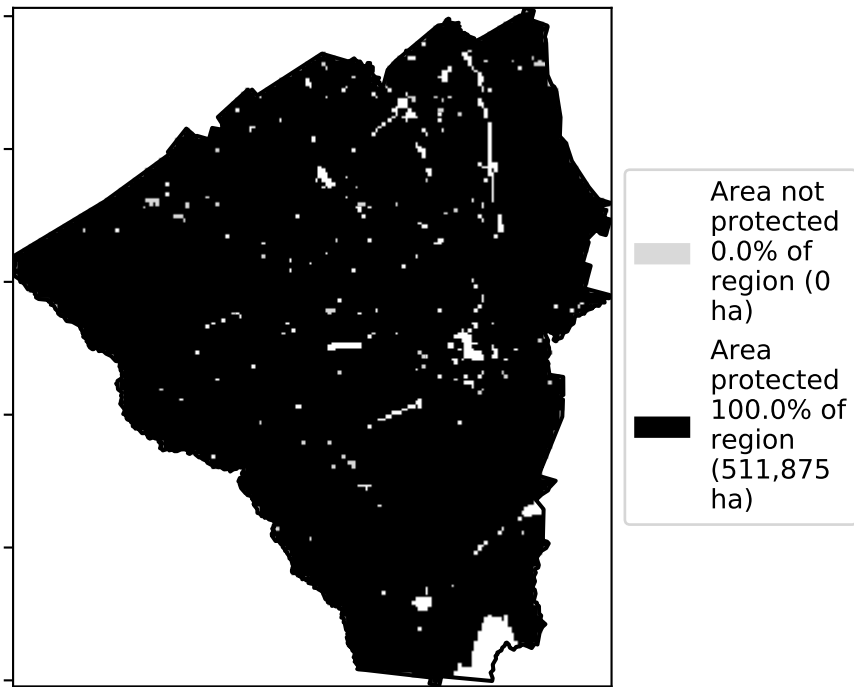 Area not
protected
0.0% of
region (0
ha)
Area
protected
100.0% of
region
(511,875
ha)